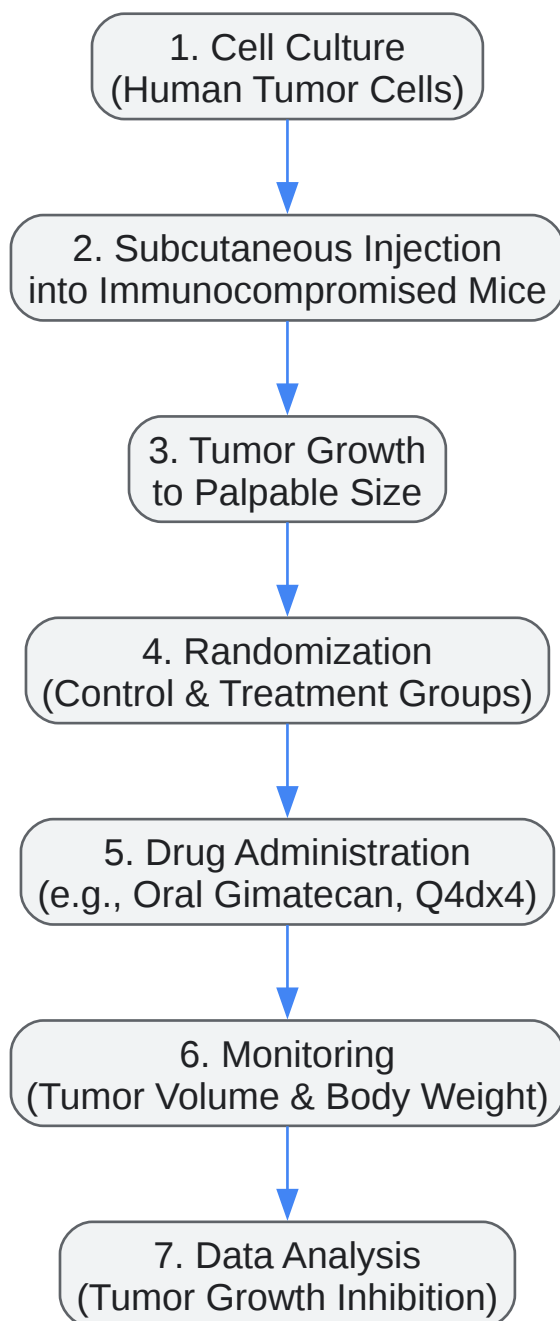 1. Cell Culture
(Human Tumor Cells)
2. Subcutaneous Injection
into Immunocompromised Mice
3. Tumor Growth
to Palpable Size
4. Randomization
(Control & Treatment Groups)
5. Drug Administration
(e.g., Oral Gimatecan, Q4dx4)
6. Monitoring
(Tumor Volume & Body Weight)
7. Data Analysis
(Tumor Growth Inhibition)